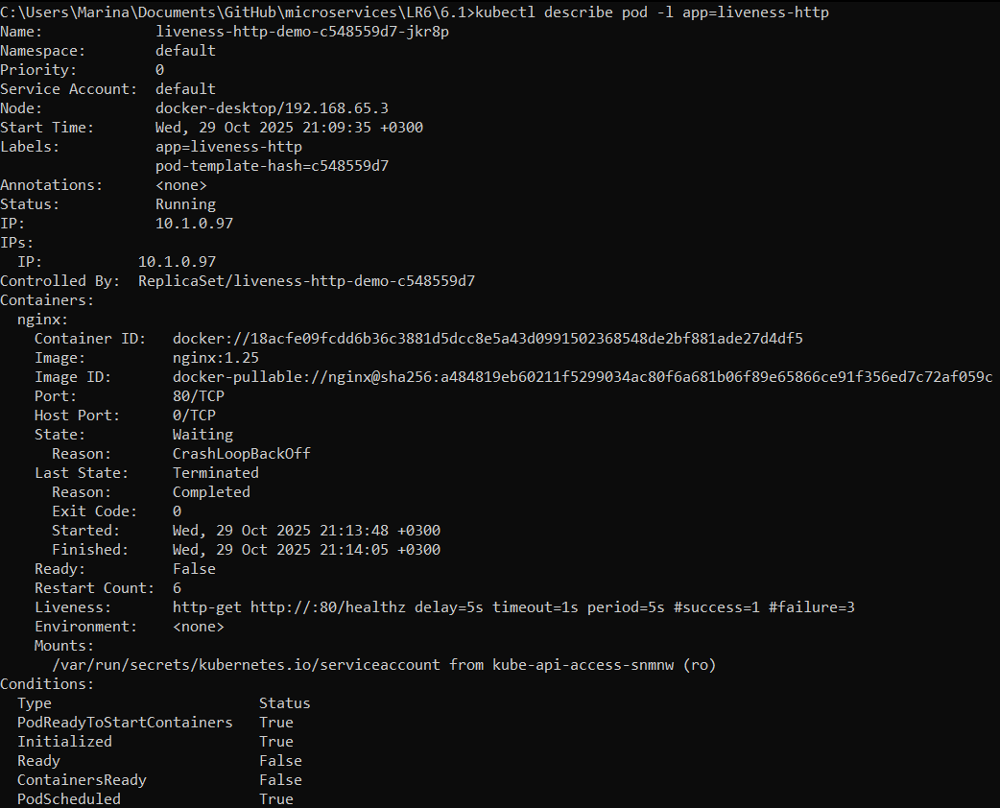 C:\Users\Marina\Documents\GitHub\microservices\LR6\6.1>kubectl describe pod -l app=liveness-http
Name:             liveness-http-demo-c548559d7-jkr8p
Namespace:        default
Priority:         0
Service Account:  default
Node:             docker-desktop/192.168.65.3
Start Time:       Wed, 29 Oct 2025 21:09:35 +0300
Labels:           app=liveness-http
                  pod-template-hash=c548559d7
Annotations:      <none>
Status:           Running
IP:               10.1.0.97
IPs:
  IP:           10.1.0.97
Controlled By:  ReplicaSet/liveness-http-demo-c548559d7
Containers:
  nginx:
    Container ID:   docker://18acfe09fcdd6b36c3881d5dcc8e5a43d0991502368548de2bf881ade27d4df5
    Image:          nginx:1.25
    Image ID:       docker-pullable://nginx@sha256:a484819eb60211f5299034ac80f6a681b06f89e65866ce91f356ed7c72af059c
    Port:           80/TCP
    Host Port:      0/TCP
    State:          Waiting
      Reason:       CrashLoopBackOff
    Last State:     Terminated
      Reason:       Completed
      Exit Code:    0
      Started:      Wed, 29 Oct 2025 21:13:48 +0300
      Finished:     Wed, 29 Oct 2025 21:14:05 +0300
    Ready:          False
    Restart Count:  6
    Liveness:       http-get http://:80/healthz delay=5s timeout=1s period=5s #success=1 #failure=3
    Environment:    <none>
    Mounts:
      /var/run/secrets/kubernetes.io/serviceaccount from kube-api-access-snmnw (ro)
Conditions:
  Type                        Status
  PodReadyToStartContainers   True
  Initialized                 True
  Ready                       False
  ContainersReady             False
  PodScheduled                True